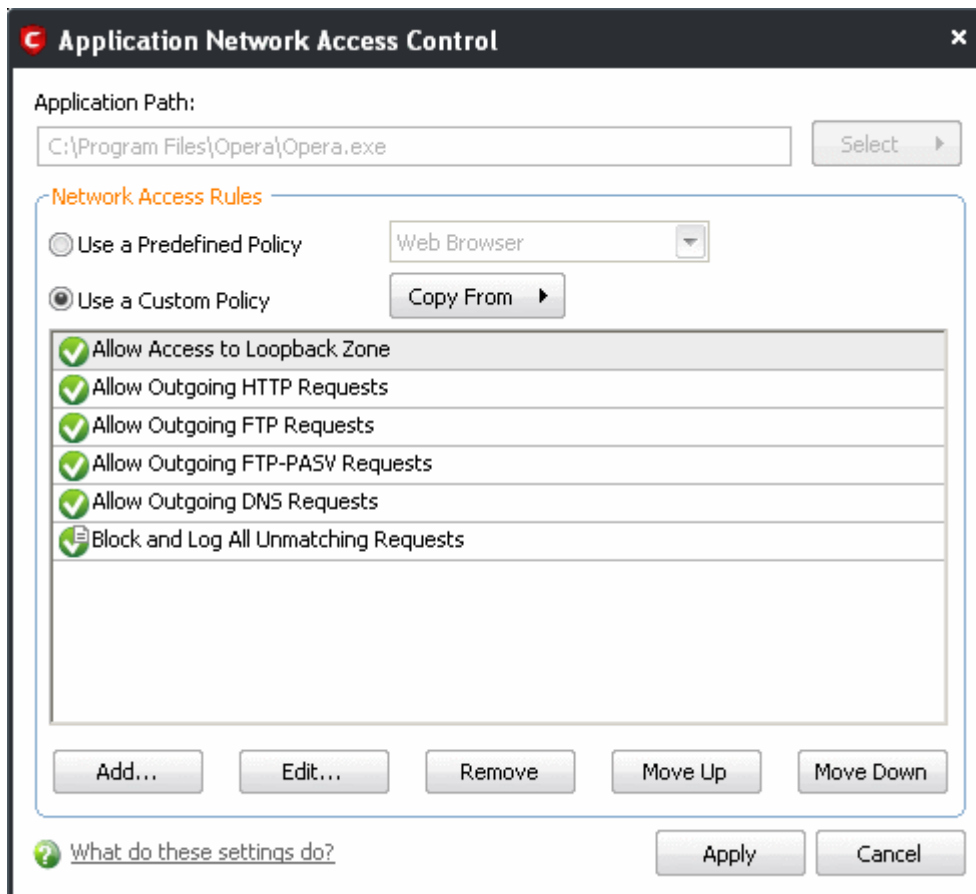 Application Network Access Control
Application Path:
C:\Program Files\Opera\Opera.exe
Select
Network Access Rules
Use a Predefined Policy
Web Browser
Use a Custom Policy
Copy From
Allow Access to Loopback Zone
Allow Outgoing HTTP Requests
Allow Outgoing FTP Requests
Allow Outgoing FTP-PASV Requests
Allow Outgoing DNS Requests
Block and Log All Unmatching Requests
Add...
Edit...
Remove
Move Up
Move Down
What do these settings do?
Apply
Cancel